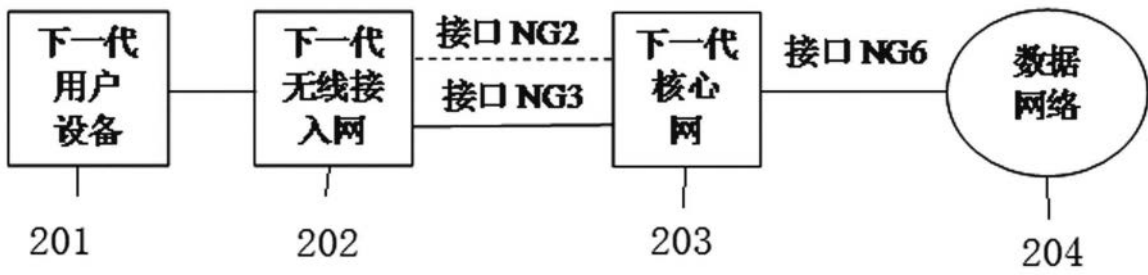 下一代
用户
设备
下一代
无线接
入网
接口 NG2
接口 NG3
下一代
核心
网
接口 NG6
数据
网络
201
202
203
204